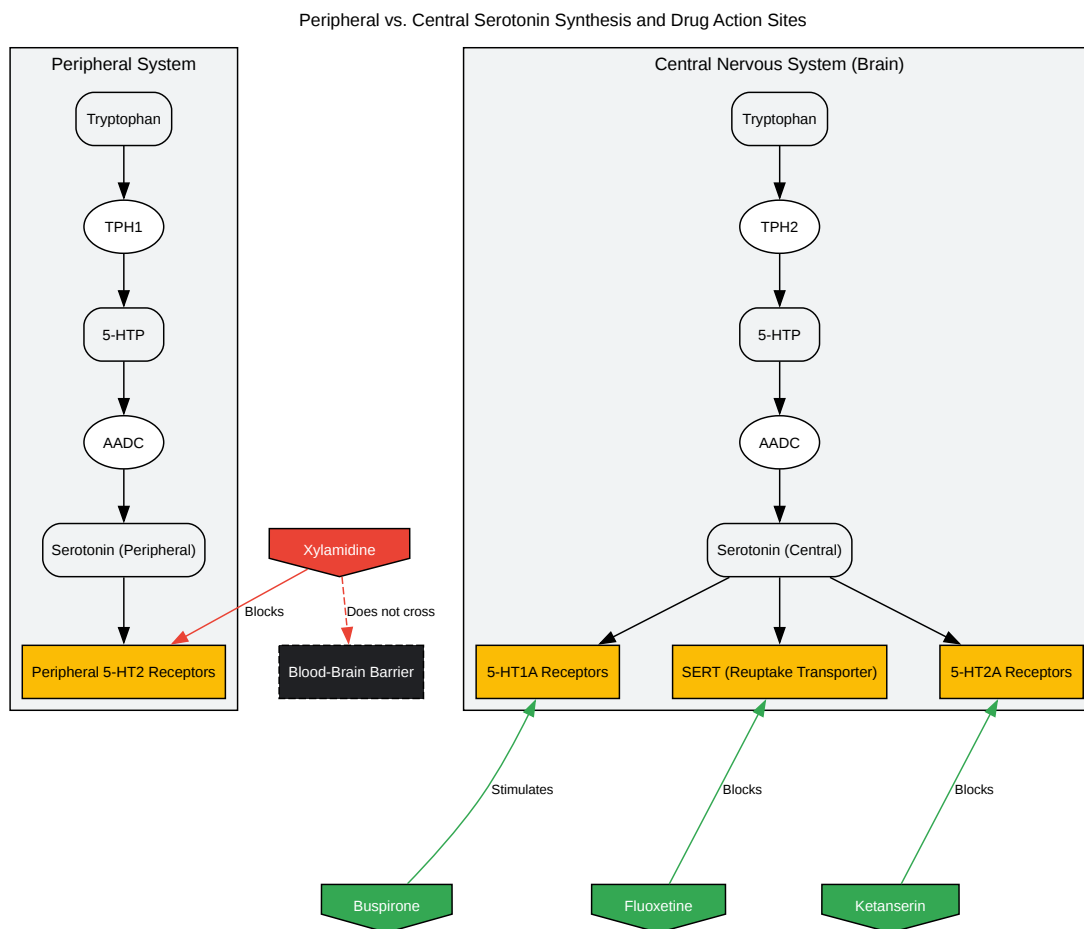 Peripheral vs. Central Serotonin Synthesis and Drug Action Sites
Peripheral System
Tryptophan
TPH1
5-HTP
AADC
Serotonin (Peripheral)
Peripheral 5-HT2 Receptors
Xylamidine
Blocks
Does not cross
Blood-Brain Barrier
Central Nervous System (Brain)
Tryptophan
TPH2
5-HTP
AADC
Serotonin (Central)
5-HT1A Receptors
SERT (Reuptake Transporter)
5-HT2A Receptors
Stimulates
Blocks
Blocks
Buspirone
Fluoxetine
Ketanserin